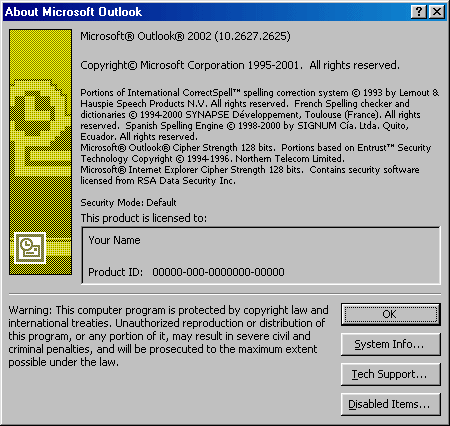 About Microsoft Outlook
Microsoft® Outlook® 2002 (10.2627.2625)
Copyright© Microsoft Corporation 1995-2001.  All rights reserved.
Portions of International CorrectSpell™ spelling correction system © 1993 by Lernout &
Hauspie Speech Products N.V. All rights reserved.  French Spelling checker and
dictionaries © 1994-2000 SYNAPSE Développement, Toulouse (France). All rights
reserved.  Spanish Spelling Engine © 1998-2000 by SIGNUM Cía. Ltda. Quito,
Ecuador. All rights reserved.
Microsoft® Outlook® Cipher Strength 128 bits.  Portions based on Entrust™ Security
Technology Copyright © 1994-1996. Northern Telecom Limited.
Microsoft® Internet Explorer Cipher Strength 128 bits.  Contains security software
licensed from RSA Data Security Inc.
Security Mode: Default
This product is licensed to:
Your Name
Product ID:   00000-000-0000000-00000
Warning: This computer program is protected by copyright law and
international treaties. Unauthorized reproduction or distribution of
this program, or any portion of it, may result in severe civil and
criminal penalties, and will be prosecuted to the maximum extent
possible under the law.
OK
System Info...
Tech Support...
Disabled Items...